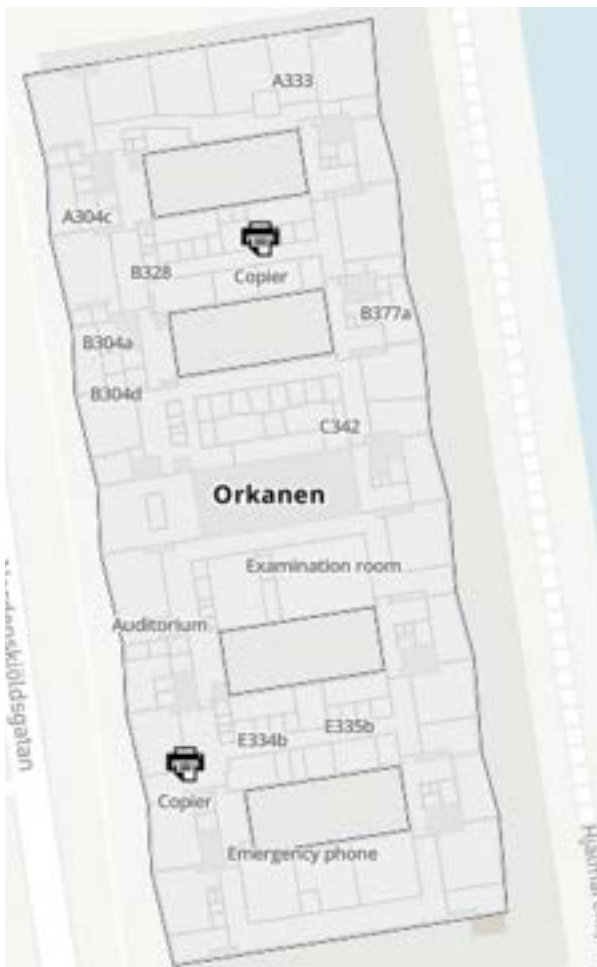 A333
A304c
B328
Copier
B377a
B304a
B304d
C342
Orkanen
Examination room
Auditorium
E335b
E334b
Copier
Emergency phone